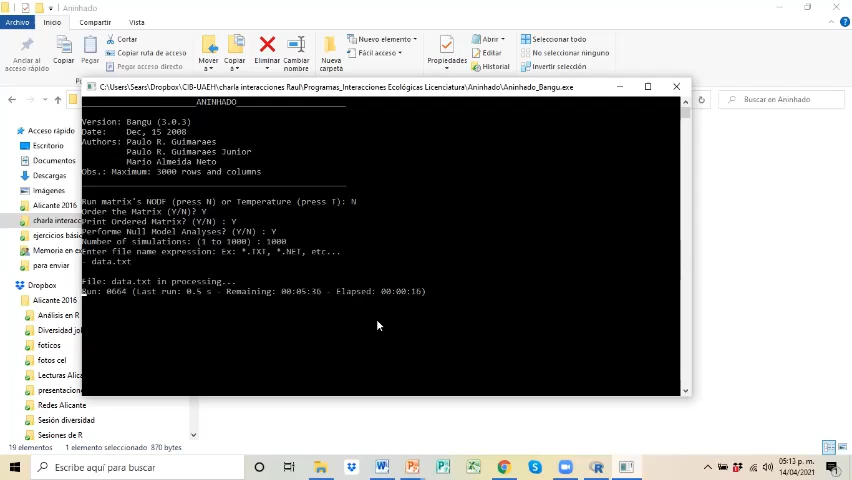 Aninhado
Archivo
Inicio
Compartir
Vista
Anclar al acceso rápido
Copiar
Pegar
Cortar
Copiar ruta de acceso
Pegar acceso directo
Mover a
Copiar a
Eliminar
Cambiar nombre
Nueva carpeta
Nuevo elemento
Fácil acceso
Propiedades
Abrir
Editar
Historial
Seleccionar todo
No seleccionar ninguno
C:\Users\Sears\Dropbox\CIB-UAEH\charla interacciones Raul\Programas_Interacciones Ecológicas Licenciatura\Aninhado\Aninhado_Bangu.exe
Buscar en Aninhado
ANINHADO
Version: Bangu (3.0.3)
Date: Dec, 15 2008
Authors: Paulo R. Guimaraes
Paulo R. Guimaraes Junior
Mario Almeida Neto
Obs.: Maximum: 3000 rows and columns
Run matrix's NODF (press N) or Temperature (press T): N
Order the Matrix (Y/N)? Y
Print Ordered Matrix? (Y/N) : Y
Performe Null Model Analyses? (Y/N) : Y
Number of simulations: (1 to 1000) : 1000
Enter file name expression: Ex: *.TXT, *.NET, etc...
- data.txt
File: data.txt in processing...
Run: 0664 (Last run: 0.5 s - Remaining: 00:05:36 - Elapsed: 00:00:16)
Acceso rápido
Escritorio
Documentos
Descargas
Imágenes
Alicante 2016
charla interacc
ejercicios básic
Memoria en ex
para enviar
Dropbox
Alicante 2016
Análisis en R
Diversidad jo
foticos
fotos cel
Lecturas Alicante
presentacione
Redes Alicante
Sesión diversidad
Sesiones de R
19 elementos
1 elemento seleccionado 870 bytes
Escribe aquí para buscar
05:13 p. m.
14/04/2021